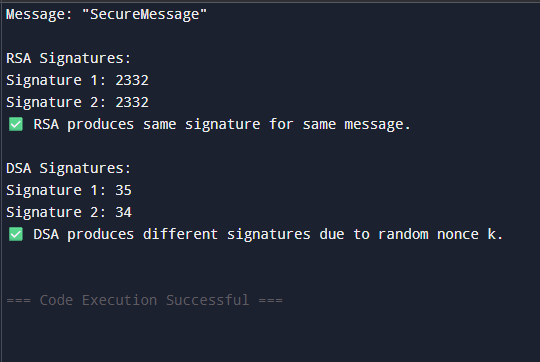 Message: "SecureMessage"
RSA Signatures:
Signature 1: 2332
Signature 2: 2332
✅ RSA produces same signature for same message.
DSA Signatures:
Signature 1: 35
Signature 2: 34
✅ DSA produces different signatures due to random nonce k.
=== Code Execution Successful ===